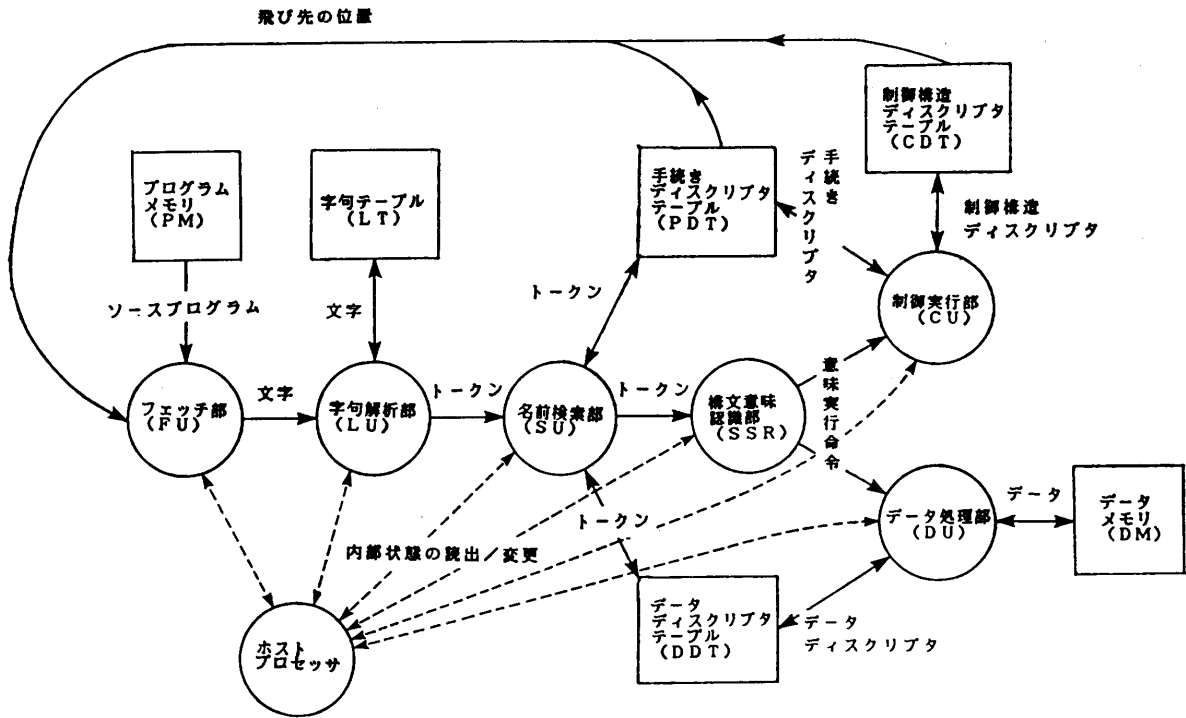 飛び先の位置
制御構造
ディスクリプタ
テーブル
(CDT)
プログラム
メモリ
(PM)
字句テーブル
(LT)
手続き
ディスクリプタ
テーブル
(PDT)
手続き
ディスクリプタ
制御構造
ディスクリプタ
ソースプログラム
文字
トークン
制御実行部
(CU)
フェッチ部
(FU)
文字
字句解析部
(LU)
トークン
名前検索部
(SU)
トークン
構文意味
認識部
(SSR)
意味実行命令
トークン
データ処理部
(DU)
データ
データ
メモリ
(DM)
内部状態の読出/変更
ホスト
プロセッサ
データ
ディスクリプタ
テーブル
(DDT)
データ
ディスクリプタ